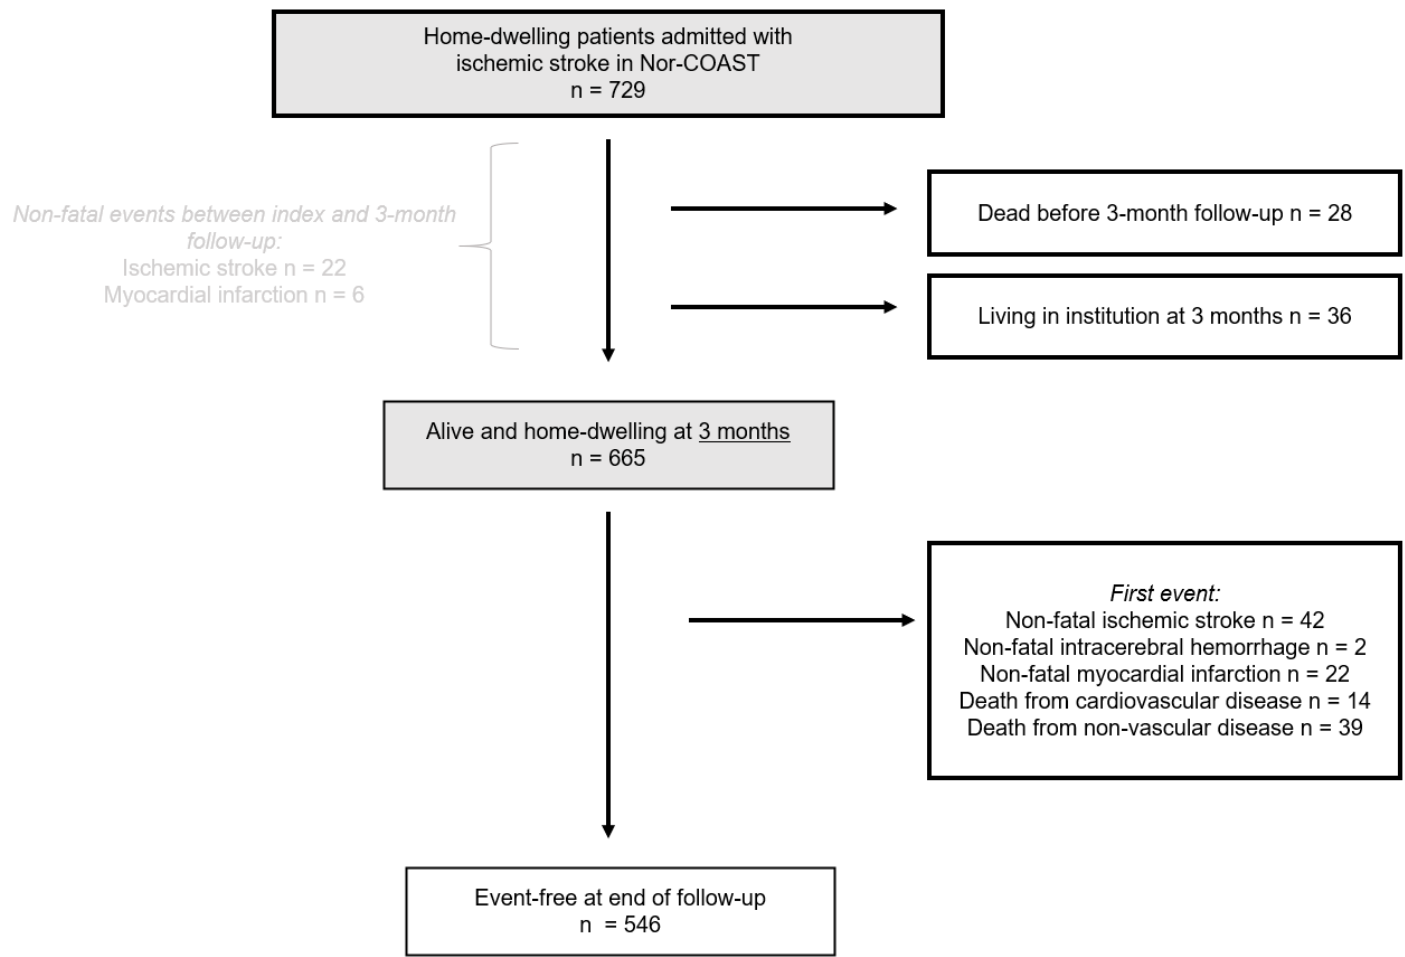 Home-dwelling patients admitted with
ischemic stroke in Nor-COAST
n = 729
Non-fatal events between index and 3-month
follow-up:
Ischemic stroke n = 22
Myocardial infarction n = 6
Dead before 3-month follow-up n = 28
Living in institution at 3 months n = 36
Alive and home-dwelling at 3 months
n = 665
First event:
Non-fatal ischemic stroke n = 42
Non-fatal intracerebral hemorrhage n = 2
Non-fatal myocardial infarction n = 22
Death from cardiovascular disease n = 14
Death from non-vascular disease n = 39
Event-free at end of follow-up
n = 546